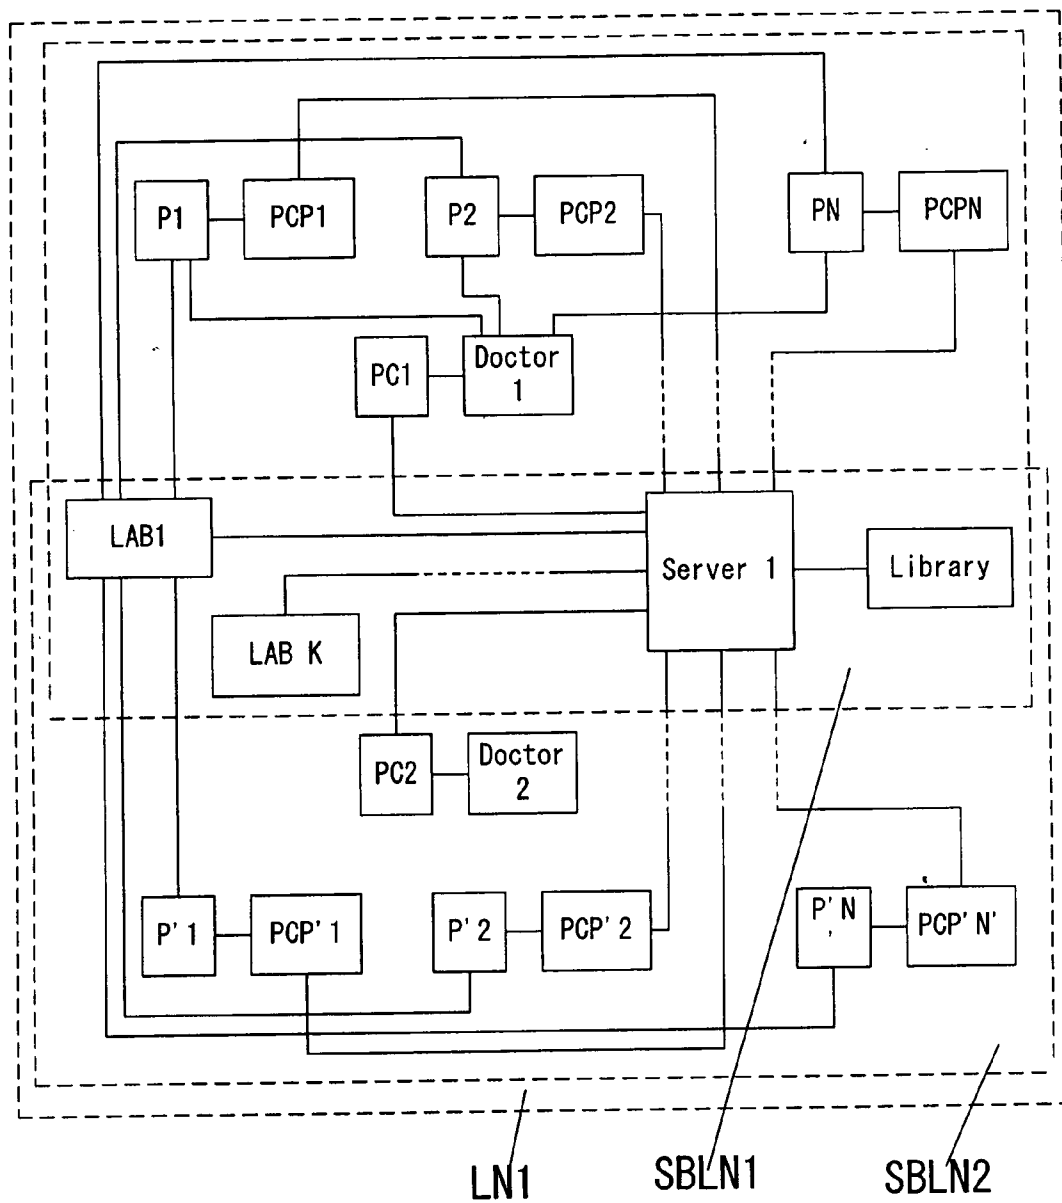 P1
PCP1
P2
PCP2
PN
PCPN
PC1
Doctor
1
LAB1
Server 1
Library
LAB K
PC2
Doctor
2
P'1
PCP'1
P'2
PCP'2
P'N'
PCP'N'
LN1
SBLN1
SBLN2